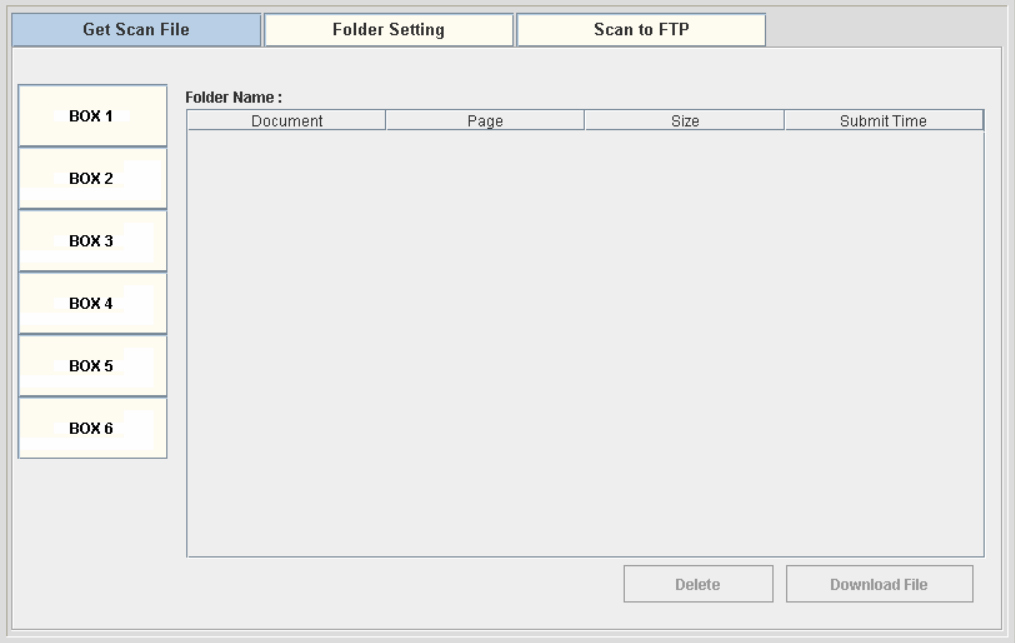 Get Scan File
Folder Setting
Scan to FTP
BOX 1
BOX 2
BOX 3
BOX 4
BOX 5
BOX 6
Folder Name :
Document Page Size Submit Time
Delete Download File